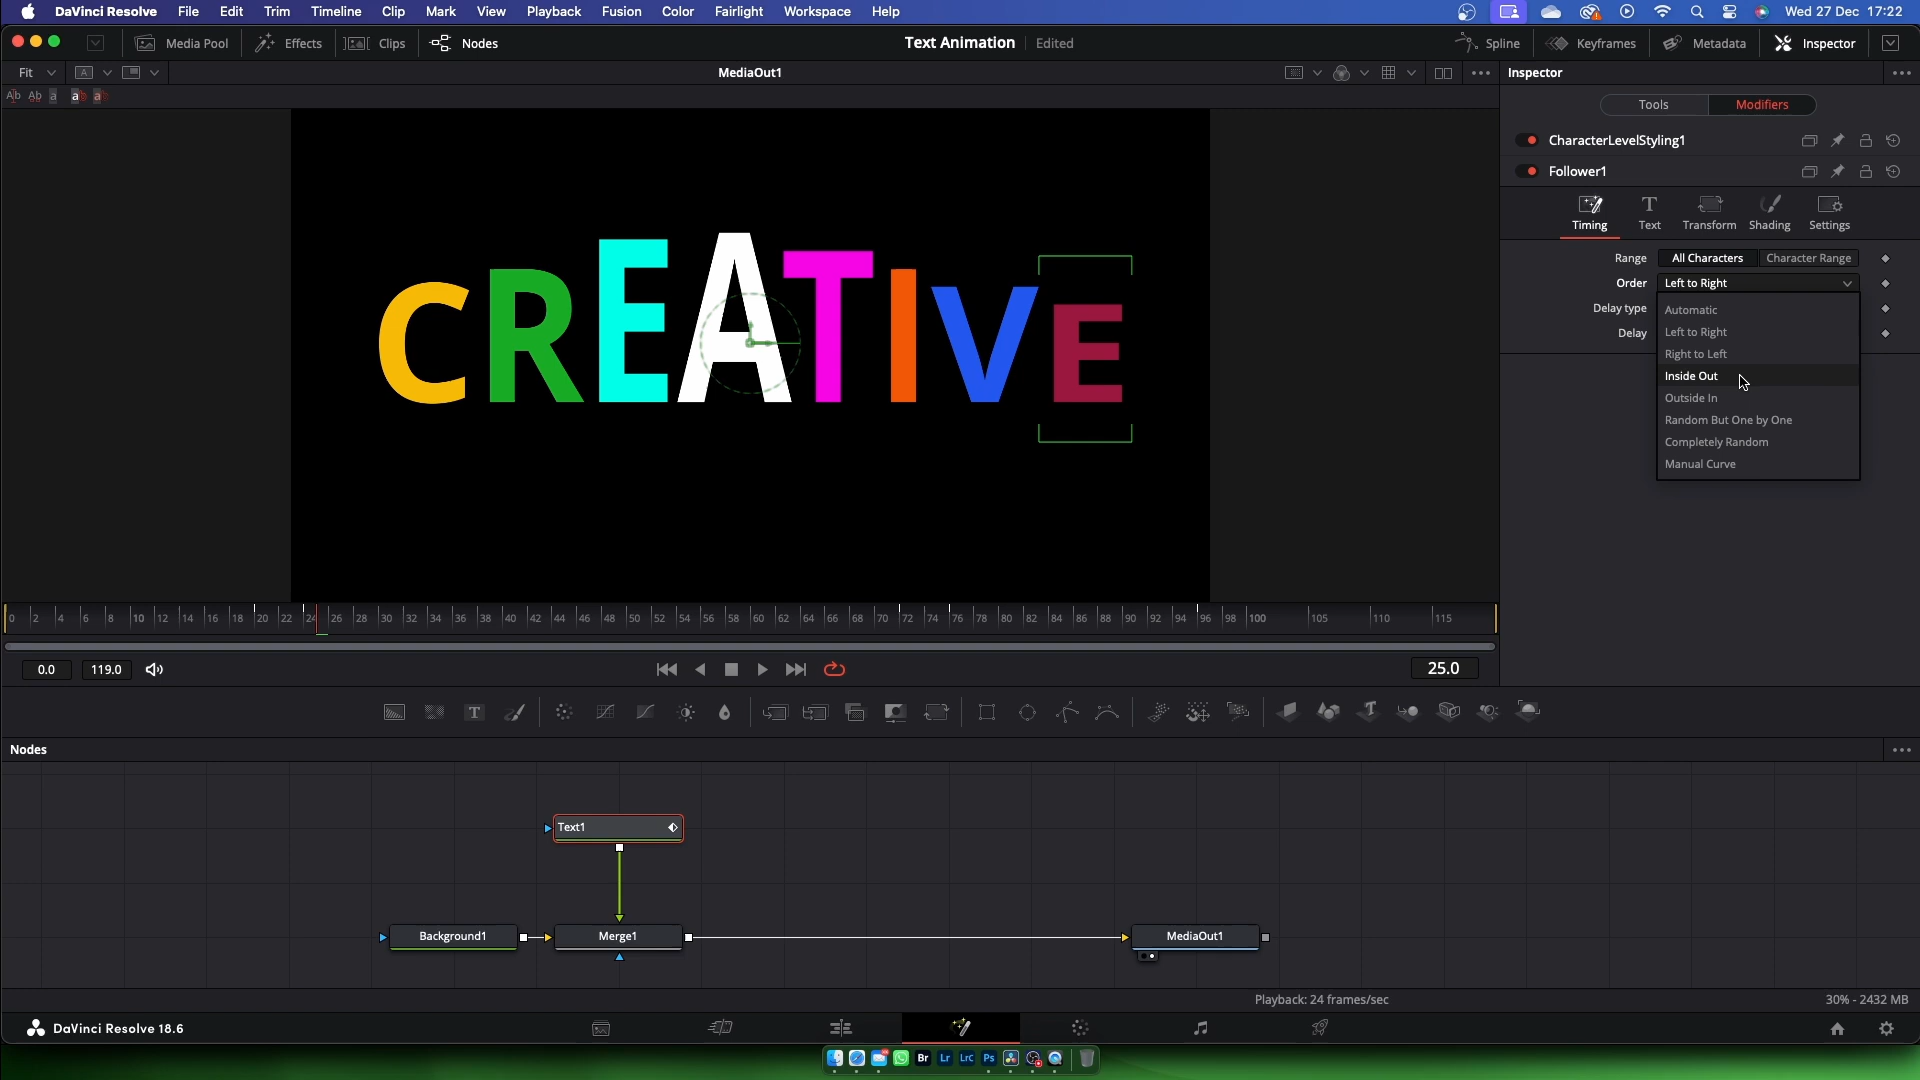 DaVinci Resolve File Edit Trim Timeline Clip Mark View Playback Fusion Color Fairlight Workspace Help Wed 27 Dec 17:22
Media Pool Effects Clips Nodes Text Animation Edited Spline Keyframes Metadata Inspector
Fit A MediaOut1 Inspector
Tools Modifiers
CharacterLevelStyling1
Follower1
Timing Text Transform Shading Settings
Range All Characters Character Range
Order Left to Right
Delay type
Delay
Automatic
Left to Right
Right to Left
Inside Out
Outside In
Random But One by One
Completely Random
Manual Curve
CREATIVE
0 2 4 6 8 10 12 14 16 18 20 22 24 26 28 30 32 34 36 38 40 42 44 46 48 50 52 54 56 58 60 62 64 66 68 70 72 74 76 78 80 82 84 86 88 90 92 94 96 98 100 105 110 115
0.0 119.0 25.0
Nodes
Text1
Background1 Merge1 MediaOut1
Playback: 24 frames/sec 30% - 2432 MB
DaVinci Resolve 18.6
Br Lr LrC Ps